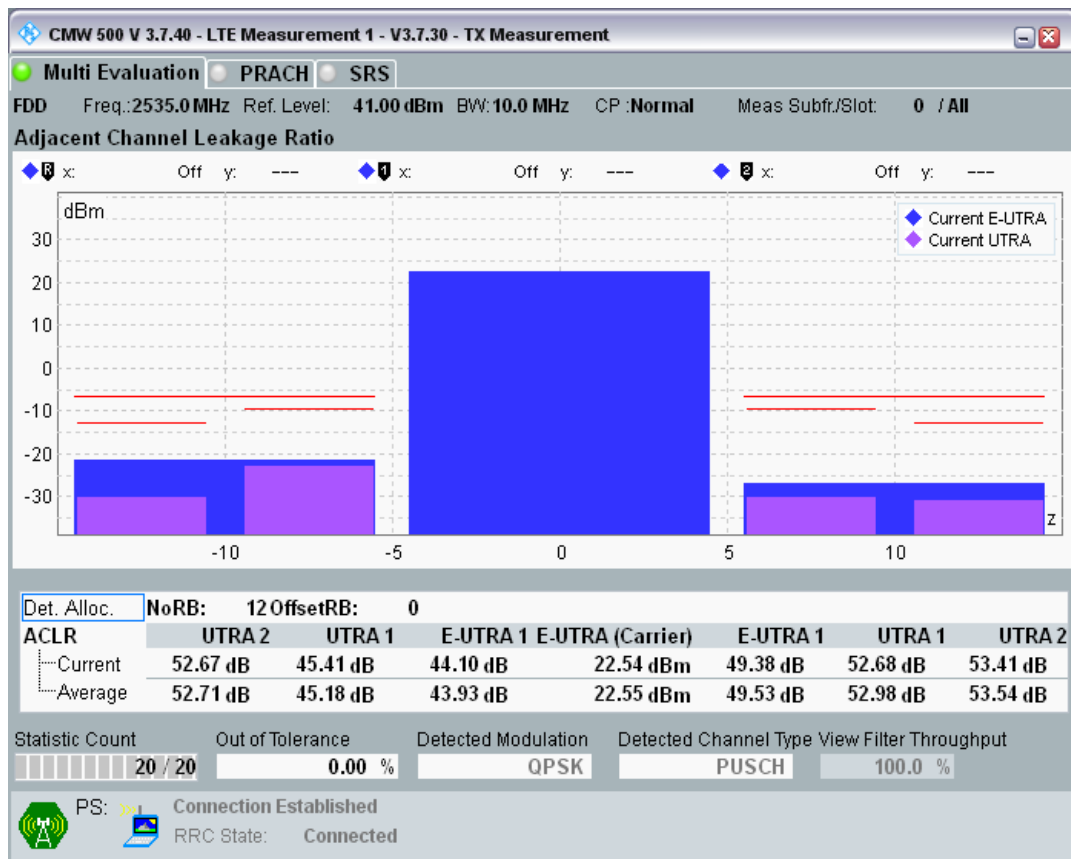 CMW 500 V 3.7.40 - LTE Measurement 1 - V3.7.30 - TX Measurement
Multi Evaluation PRACH SRS
FDD Freq.:2535.0 MHz Ref. Level: 41.00 dBm BW:10.0 MHz CP :Normal Meas Subfr./Slot: 0 / All
Adjacent Channel Leakage Ratio
R x: Off y: --- 1 x: Off y: --- 2 x: Off y: ---
dBm
Current E-UTRA
Current UTRA
30
20
10
0
-10
-20
-30
z
-10 -5 0 5 10
Det. Alloc. NoRB: 12 OffsetRB: 0
ACLR UTRA 2 UTRA 1 E-UTRA 1 E-UTRA (Carrier) E-UTRA 1 UTRA 1 UTRA 2
Current 52.67 dB 45.41 dB 44.10 dB 22.54 dBm 49.38 dB 52.68 dB 53.41 dB
Average 52.71 dB 45.18 dB 43.93 dB 22.55 dBm 49.53 dB 52.98 dB 53.54 dB
Statistic Count Out of Tolerance Detected Modulation Detected Channel Type View Filter Throughput
20 / 20 0.00 % QPSK PUSCH 100.0 %
PS: Connection Established
RRC State: Connected